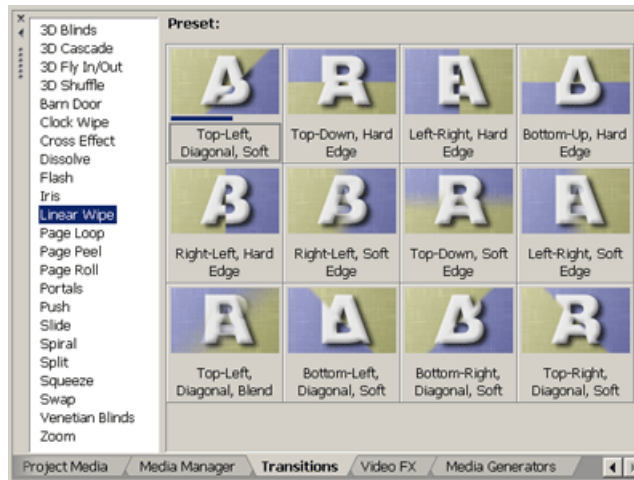 Preset:
3D Blinds
3D Cascade
3D Fly In/Out
3D Shuffle
Barn Door
Clock Wipe
Cross Effect
Dissolve
Flash
Iris
Linear Wipe
Page Loop
Page Peel
Page Roll
Portals
Push
Slide
Spiral
Split
Squeeze
Swap
Venetian Blinds
Zoom
Top-Left,
Diagonal, Soft
Top-Down, Hard
Edge
Left-Right, Hard
Edge
Bottom-Up, Hard
Edge
Right-Left, Hard
Edge
Right-Left, Soft
Edge
Top-Down, Soft
Edge
Left-Right, Soft
Edge
Top-Left,
Diagonal, Blend
Bottom-Left,
Diagonal, Soft
Bottom-Right,
Diagonal, Soft
Top-Right,
Diagonal, Soft
Project Media Media Manager Transitions Video FX Media Generators